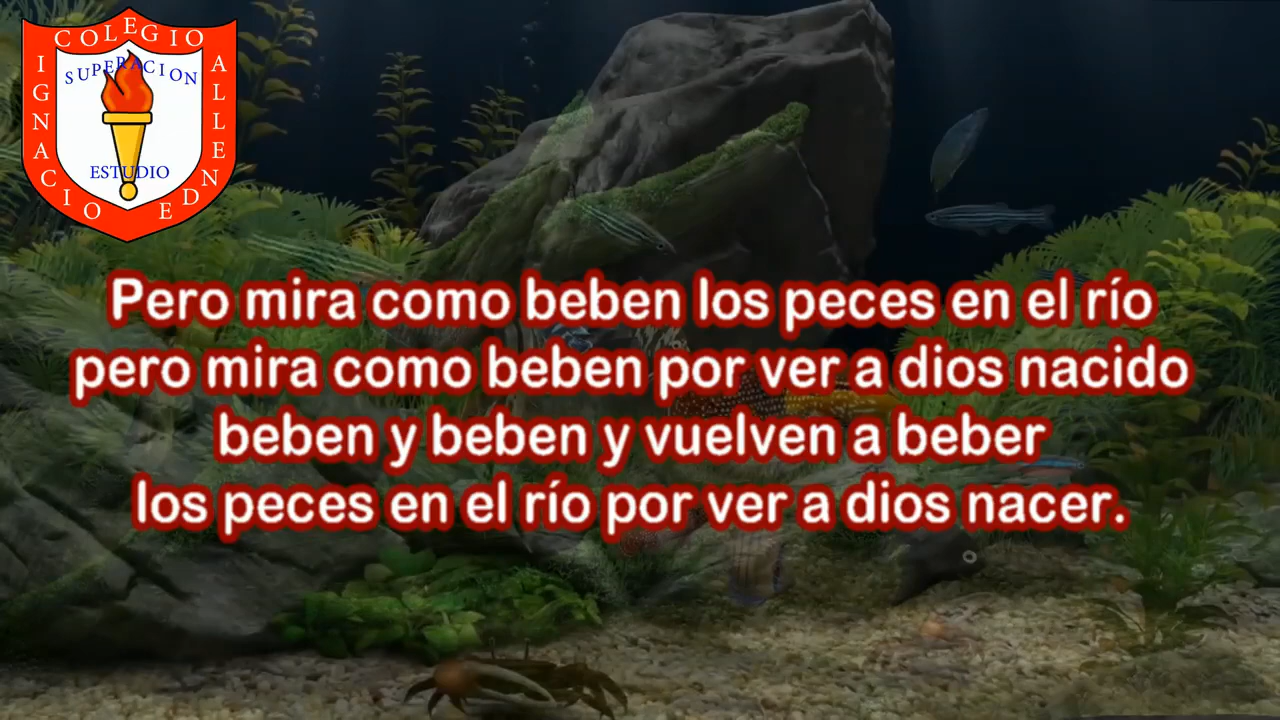 COLEGIO
IGNACIO ALLENDE
SUPERACION
ESTUDIO
Pero mira como beben los peces en el río
pero mira como beben por ver a dios nacido
beben y beben y vuelven a beber
los peces en el río por ver a dios nacer.